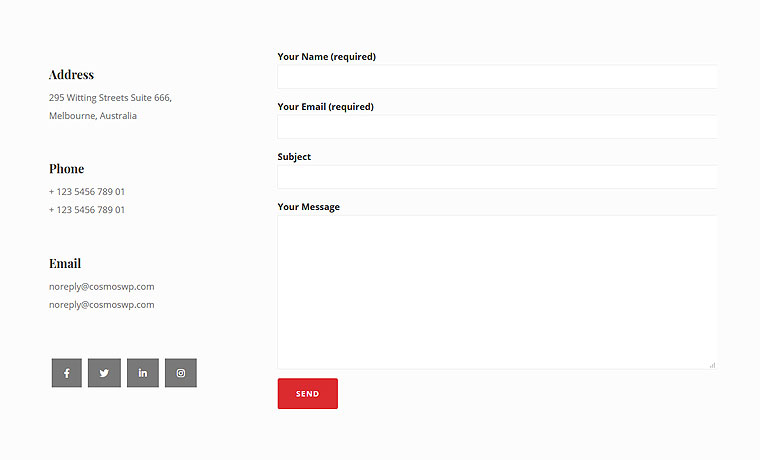 Address
295 Witting Streets Suite 666,
Melbourne, Australia
Phone
+ 123 5456 789 01
+ 123 5456 789 01
Email
noreply@cosmoswp.com
noreply@cosmoswp.com
Your Name (required)
Your Email (required)
Subject
Your Message
SEND